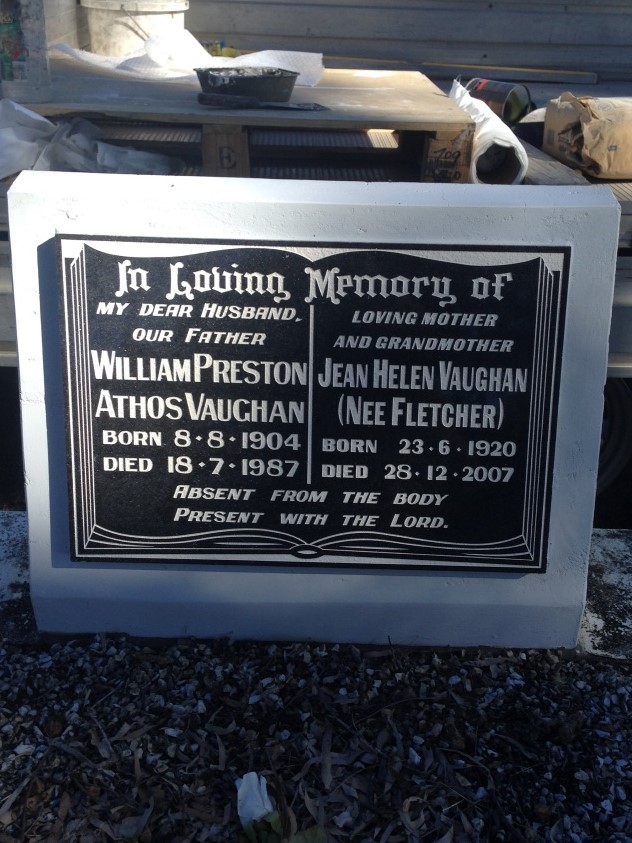 In Loving Memory of
MY DEAR HUSBAND.
OUR FATHER
WILLIAM PRESTON
ATHOS VAUGHAN
BORN 8·8·1904
DIED 18·7·1987
LOVING MOTHER
AND GRANDMOTHER
JEAN HELEN VAUGHAN
(NEE FLETCHER)
BORN 23·6·1920
DIED 28·12·2007
ABSENT FROM THE BODY
PRESENT WITH THE LORD.
E